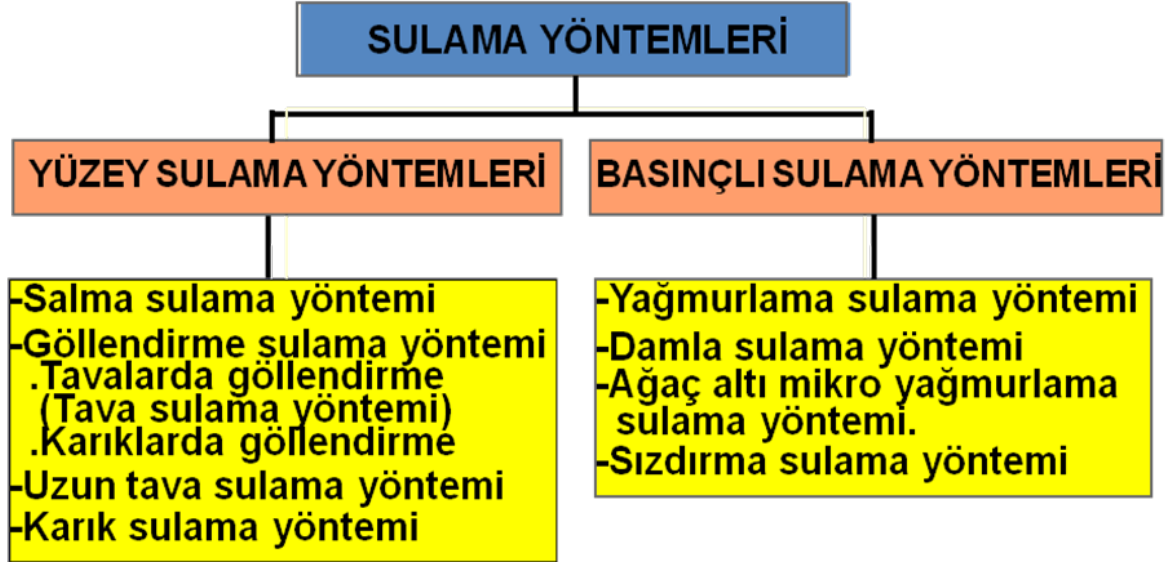 SULAMA YÖNTEMLERİ
YÜZEY SULAMA YÖNTEMLERİ
-Salma sulama yöntemi
-Göllendirme sulama yöntemi
.Tavalarda göllendirme
(Tava sulama yöntemi)
.Karıklarda göllendirme
-Uzun tava sulama yöntemi
-Karık sulama yöntemi
BASINÇLI SULAMA YÖNTEMLERİ
-Yağmurlama sulama yöntemi
-Damla sulama yöntemi
-Ağaç altı mikro yağmurlama
sulama yöntemi.
-Sızdırma sulama yöntemi